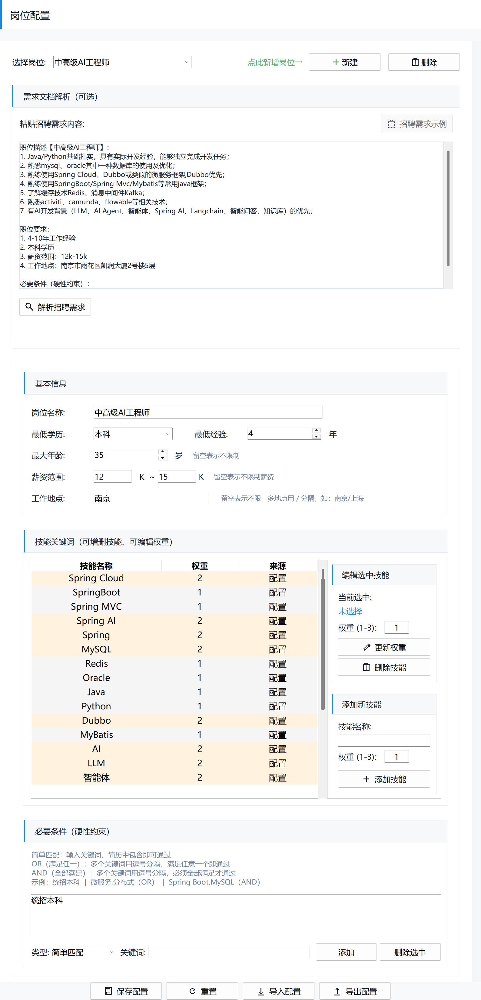 岗位配置
选择岗位: 中高级AI工程师 点此新增岗位→ + 新建 删除
需求文档解析（可选）
粘贴招聘需求内容: 招聘需求示例
职位描述【中高级AI工程师】:
1. Java/Python基础扎实，具有实际开发经验，能够独立完成开发任务；
2. 熟悉mysql、oracle其中一种数据库的使用及优化；
3. 熟练使用Spring Cloud、Dubbo或类似的微服务框架,Dubbo优先；
4. 熟练使用SpringBoot/Spring Mvc/Mybatis等常用java框架；
5. 了解缓存技术Redis、消息中间件Kafka；
6. 熟悉activiti、camunda、flowable等相关技术；
7. 有AI开发背景（LLM、AI Agent、智能体、Spring AI、Langchain、智能问答、知识库）的优先；
职位要求：
1. 4-10年工作经验
2. 本科学历
3. 薪资范围：12k-15k
4. 工作地点：南京市雨花区凯润大厦2号楼5层
必要条件（硬性约束）:
解析招聘需求
基本信息
岗位名称: 中高级AI工程师
最低学历: 本科 最低经验: 4 年
最大年龄: 35 岁 留空表示不限制
薪资范围: 12 K ~ 15 K 留空表示不限制薪资
工作地点: 南京 留空表示不限 多地点用 / 分隔，如：南京/上海
技能关键词（可增删技能、可编辑权重）
技能名称 权重 来源
Spring Cloud 2 配置
SpringBoot 1 配置
Spring MVC 1 配置
Spring AI 2 配置
Spring 2 配置
MySQL 2 配置
Redis 1 配置
Oracle 1 配置
Java 1 配置
Python 1 配置
Dubbo 2 配置
MyBatis 1 配置
AI 2 配置
LLM 2 配置
智能体 2 配置
编辑选中技能
当前选中:
未选择
权重 (1-3): 1
更新权重
删除技能
添加新技能
技能名称:
权重 (1-3): 1
+ 添加技能
必要条件（硬性约束）
简单匹配：输入关键词，简历中包含即可通过
OR（满足任一）：多个关键词用逗号分隔，满足任意一个即通过
AND（全部满足）：多个关键词用逗号分隔，必须全部满足才通过
示例：统招本科 | 微服务,分布式（OR） | Spring Boot,MySQL（AND）
统招本科
类型: 简单匹配 关键词: 添加 删除选中
保存配置 重置 导入配置 导出配置